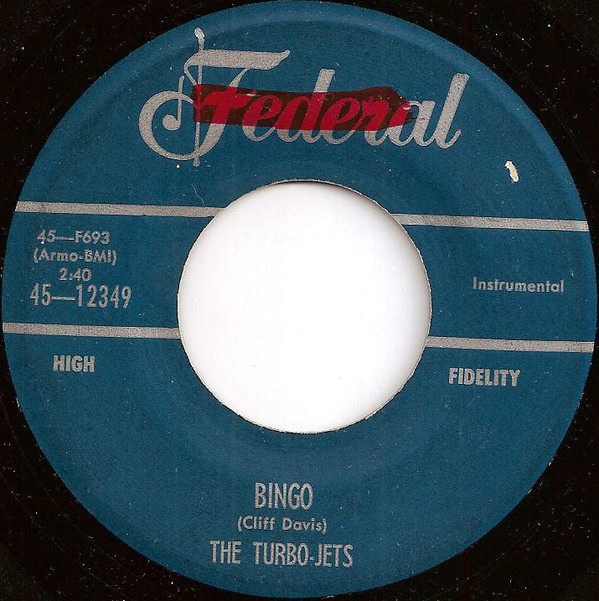 Federal
45—F693
(Armo-BMI)
2:40
45—12349
Instrumental
HIGH FIDELITY
BINGO
(Cliff Davis)
THE TURBO-JETS